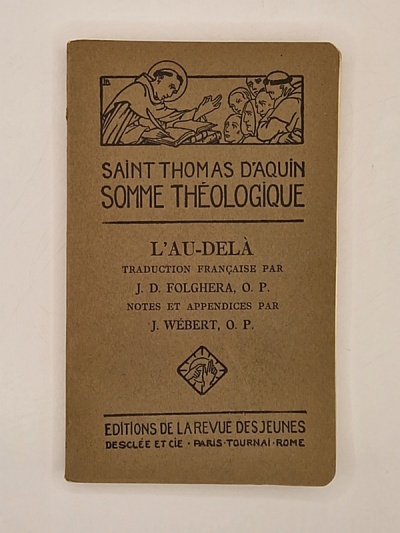 SAINT THOMAS D'AQUIN
SOMME THÉOLOGIQUE
L'AU-DELÀ
TRADUCTION FRANÇAISE PAR
J. D. FOLGHERA, O. P.
NOTES ET APPENDICES PAR
J. WÉBERT, O. P.
EDITIONS DE LA REVUE DES JEUNES
DESCLÉE ET CIE - PARIS - TOURNAI - ROME